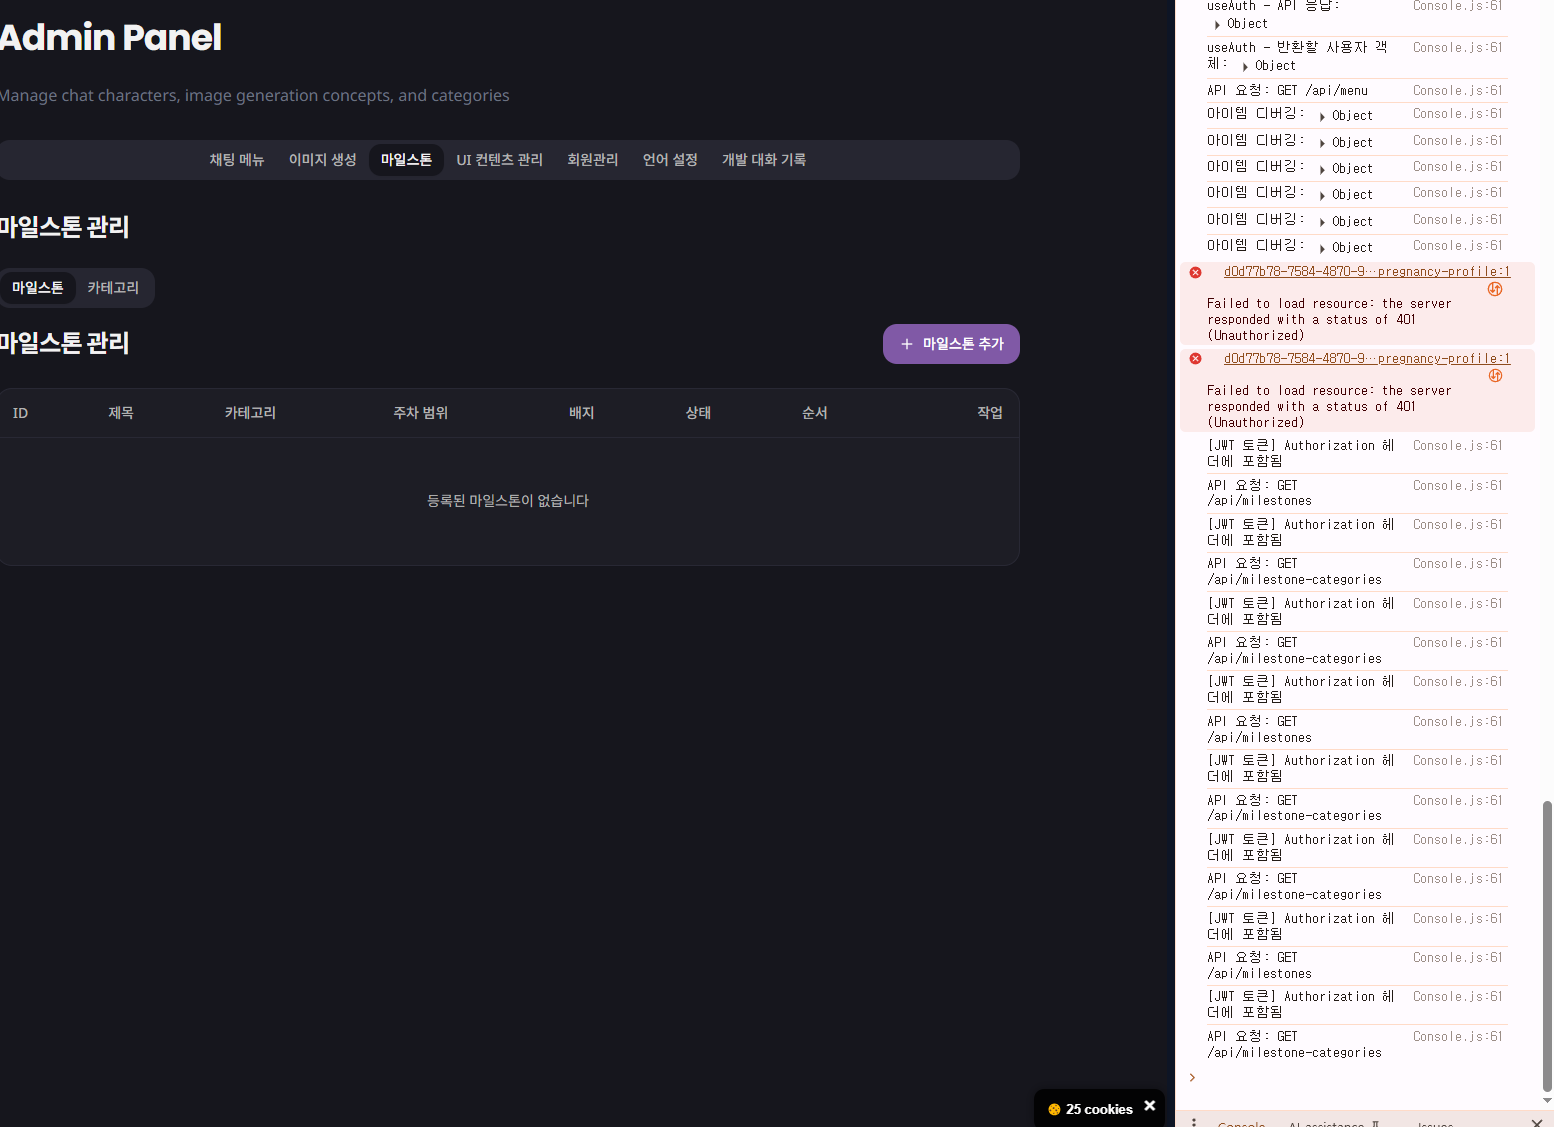 Admin Panel
Manage chat characters, image generation concepts, and categories
채팅 메뉴 이미지 생성 마일스톤 UI 컨텐츠 관리 회원관리 언어 설정 개발 대화 기록
마일스톤 관리
마일스톤 카테고리
마일스톤 관리
+ 마일스톤 추가
ID 제목 카테고리 주차 범위 배지 상태 순서 작업
등록된 마일스톤이 없습니다
25 cookies ×
useAuth - API 응답: Console.js:61
▶ Object
useAuth - 반환할 사용자 객 Console.js:61
체: ▶ Object
API 요청: GET /api/menu Console.js:61
아이템 디버깅: ▶ Object Console.js:61
아이템 디버깅: ▶ Object Console.js:61
아이템 디버깅: ▶ Object Console.js:61
아이템 디버깅: ▶ Object Console.js:61
아이템 디버깅: ▶ Object Console.js:61
아이템 디버깅: ▶ Object Console.js:61
d0d77b78-7584-4870-9…pregnancy-profile:1
Failed to load resource: the server
responded with a status of 401
(Unauthorized)
d0d77b78-7584-4870-9…pregnancy-profile:1
Failed to load resource: the server
responded with a status of 401
(Unauthorized)
[JWT 토큰] Authorization 헤 Console.js:61
더에 포함됨
API 요청: GET Console.js:61
/api/milestones
[JWT 토큰] Authorization 헤 Console.js:61
더에 포함됨
API 요청: GET Console.js:61
/api/milestone-categories
[JWT 토큰] Authorization 헤 Console.js:61
더에 포함됨
API 요청: GET Console.js:61
/api/milestone-categories
[JWT 토큰] Authorization 헤 Console.js:61
더에 포함됨
API 요청: GET Console.js:61
/api/milestones
[JWT 토큰] Authorization 헤 Console.js:61
더에 포함됨
API 요청: GET Console.js:61
/api/milestone-categories
[JWT 토큰] Authorization 헤 Console.js:61
더에 포함됨
API 요청: GET Console.js:61
/api/milestone-categories
[JWT 토큰] Authorization 헤 Console.js:61
더에 포함됨
API 요청: GET Console.js:61
/api/milestones
[JWT 토큰] Authorization 헤 Console.js:61
더에 포함됨
API 요청: GET Console.js:61
/api/milestone-categories
Console AI assistance Issues